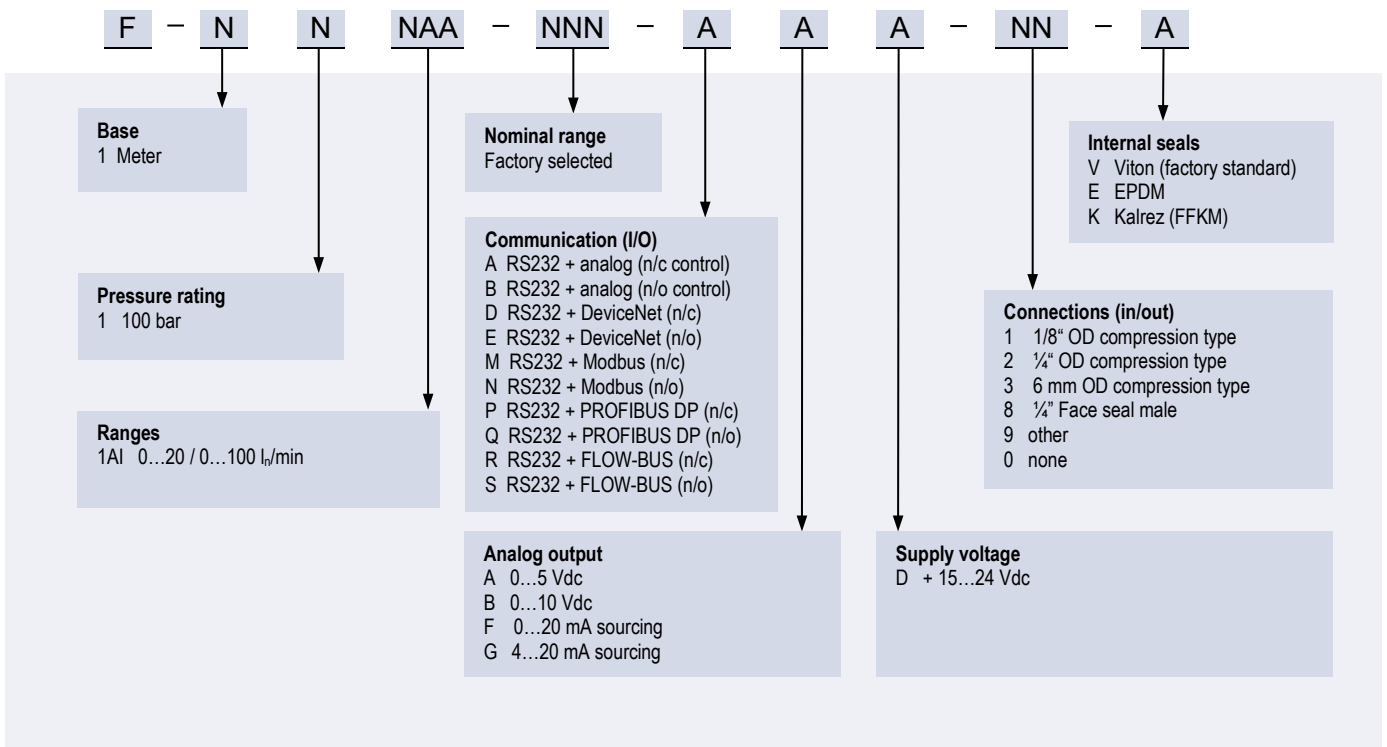 F – N N NAA – NNN – A A A – NN – A
Base
1 Meter
Pressure rating
1 100 bar
Ranges
1AI 0…20 / 0…100 lₙ/min
Nominal range
Factory selected
Communication (I/O)
A RS232 + analog (n/c control)
B RS232 + analog (n/o control)
D RS232 + DeviceNet (n/c)
E RS232 + DeviceNet (n/o)
M RS232 + Modbus (n/c)
N RS232 + Modbus (n/o)
P RS232 + PROFIBUS DP (n/c)
Q RS232 + PROFIBUS DP (n/o)
R RS232 + FLOW-BUS (n/c)
S RS232 + FLOW-BUS (n/o)
Analog output
A 0…5 Vdc
B 0…10 Vdc
F 0…20 mA sourcing
G 4…20 mA sourcing
Internal seals
V Viton (factory standard)
E EPDM
K Kalrez (FFKM)
Connections (in/out)
1 1/8“ OD compression type
2 ¼“ OD compression type
3 6 mm OD compression type
8 ¼” Face seal male
9 other
0 none
Supply voltage
D + 15…24 Vdc